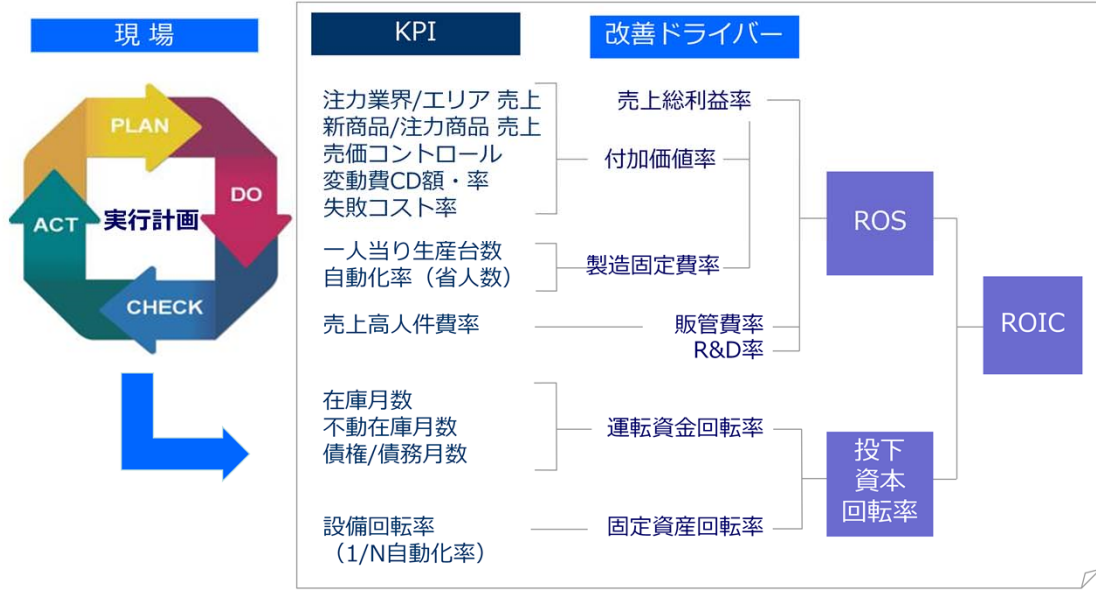 現 場
PLAN
DO
CHECK
ACT
実行計画
KPI
注力業界/エリア 売上
新商品/注力商品 売上
売価コントロール
変動費CD額・率
失敗コスト率
一人当り生産台数
自動化率（省人数）
売上高人件費率
在庫月数
不動在庫月数
債権/債務月数
設備回転率
（1/N自動化率）
改善ドライバー
売上総利益率
付加価値率
製造固定費率
販管費率
R&D率
運転資金回転率
固定資産回転率
ROS
投下
資本
回転率
ROIC